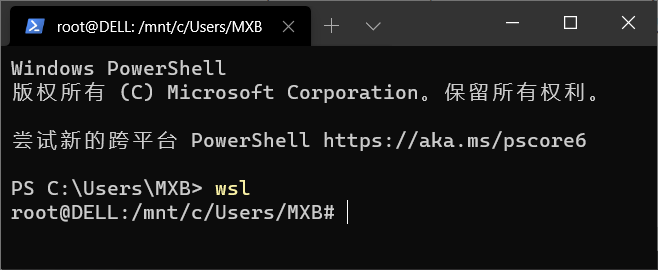 root@DELL: /mnt/c/Users/MXB
Windows PowerShell
版权所有 (C) Microsoft Corporation。保留所有权利。
尝试新的跨平台 PowerShell https://aka.ms/pscore6
PS C:\Users\MXB> wsl
root@DELL:/mnt/c/Users/MXB#